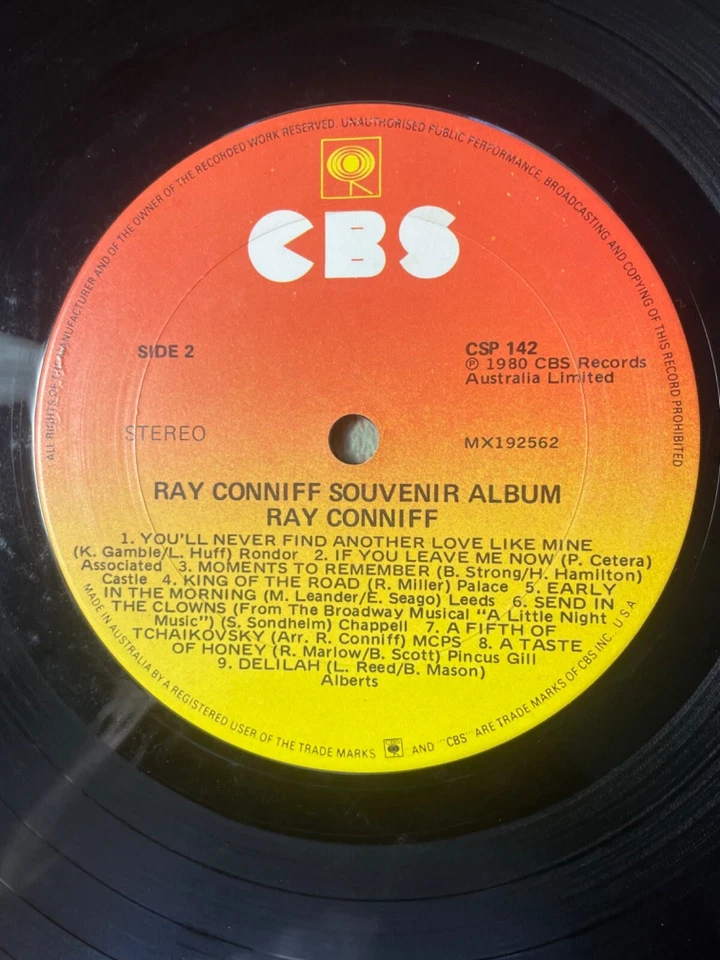 ALL RIGHTS OF THE MANUFACTURER AND OF THE OWNER OF THE RECORDED WORK RESERVED. UNAUTHORISED PUBLIC PERFORMANCE, BROADCASTING AND COPYING OF THIS RECORD PROHIBITED
CBS
SIDE 2
CSP 142
℗ 1980 CBS Records
Australia Limited
STEREO
MX192562
RAY CONNIFF SOUVENIR ALBUM
RAY CONNIFF
1. YOU'LL NEVER FIND ANOTHER LOVE LIKE MINE
(K. Gamble/L. Huff) Rondor 2. IF YOU LEAVE ME NOW (P. Cetera)
Associated 3. MOMENTS TO REMEMBER (B. Strong/H. Hamilton)
Castle 4. KING OF THE ROAD (R. Miller) Palace 5. EARLY
IN THE MORNING (M. Leander/E. Seago) Leeds 6. SEND IN
THE CLOWNS (From The Broadway Musical "A Little Night
Music") (S. Sondheim) Chappell 7. A FIFTH OF
TCHAIKOVSKY (Arr. R. Conniff) MCPS 8. A TASTE
OF HONEY (R. Marlow/B. Scott) Pincus Gill
9. DELILAH (L. Reed/B. Mason)
Alberts
MADE IN AUSTRALIA BY A REGISTERED USER OF THE TRADE MARKS AND "CBS" ARE TRADE MARKS OF CBS INC. U.S.A.